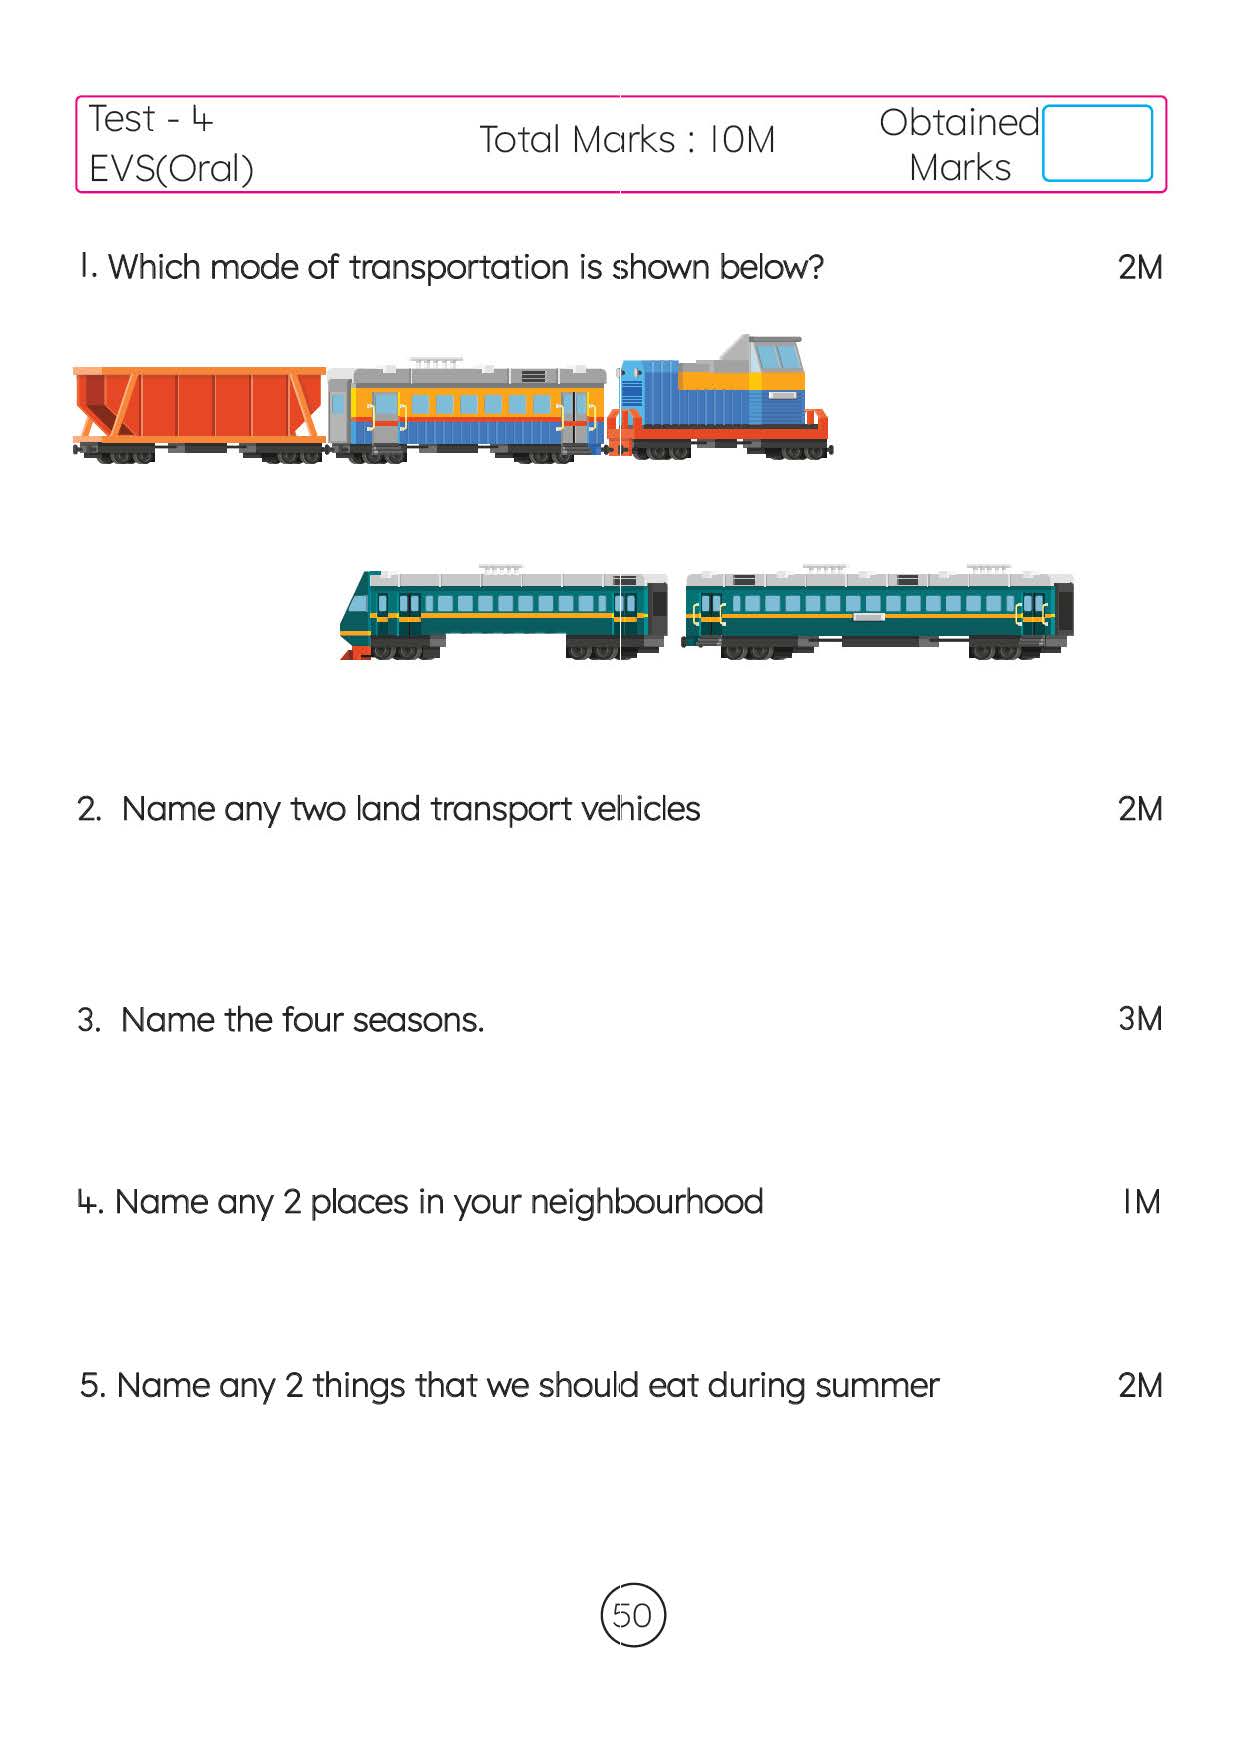 Test - 4
EVS(Oral)
Total Marks : 10M
Obtained
Marks
1. Which mode of transportation is shown below? 2M
2. Name any two land transport vehicles 2M
3. Name the four seasons. 3M
4. Name any 2 places in your neighbourhood 1M
5. Name any 2 things that we should eat during summer 2M
50